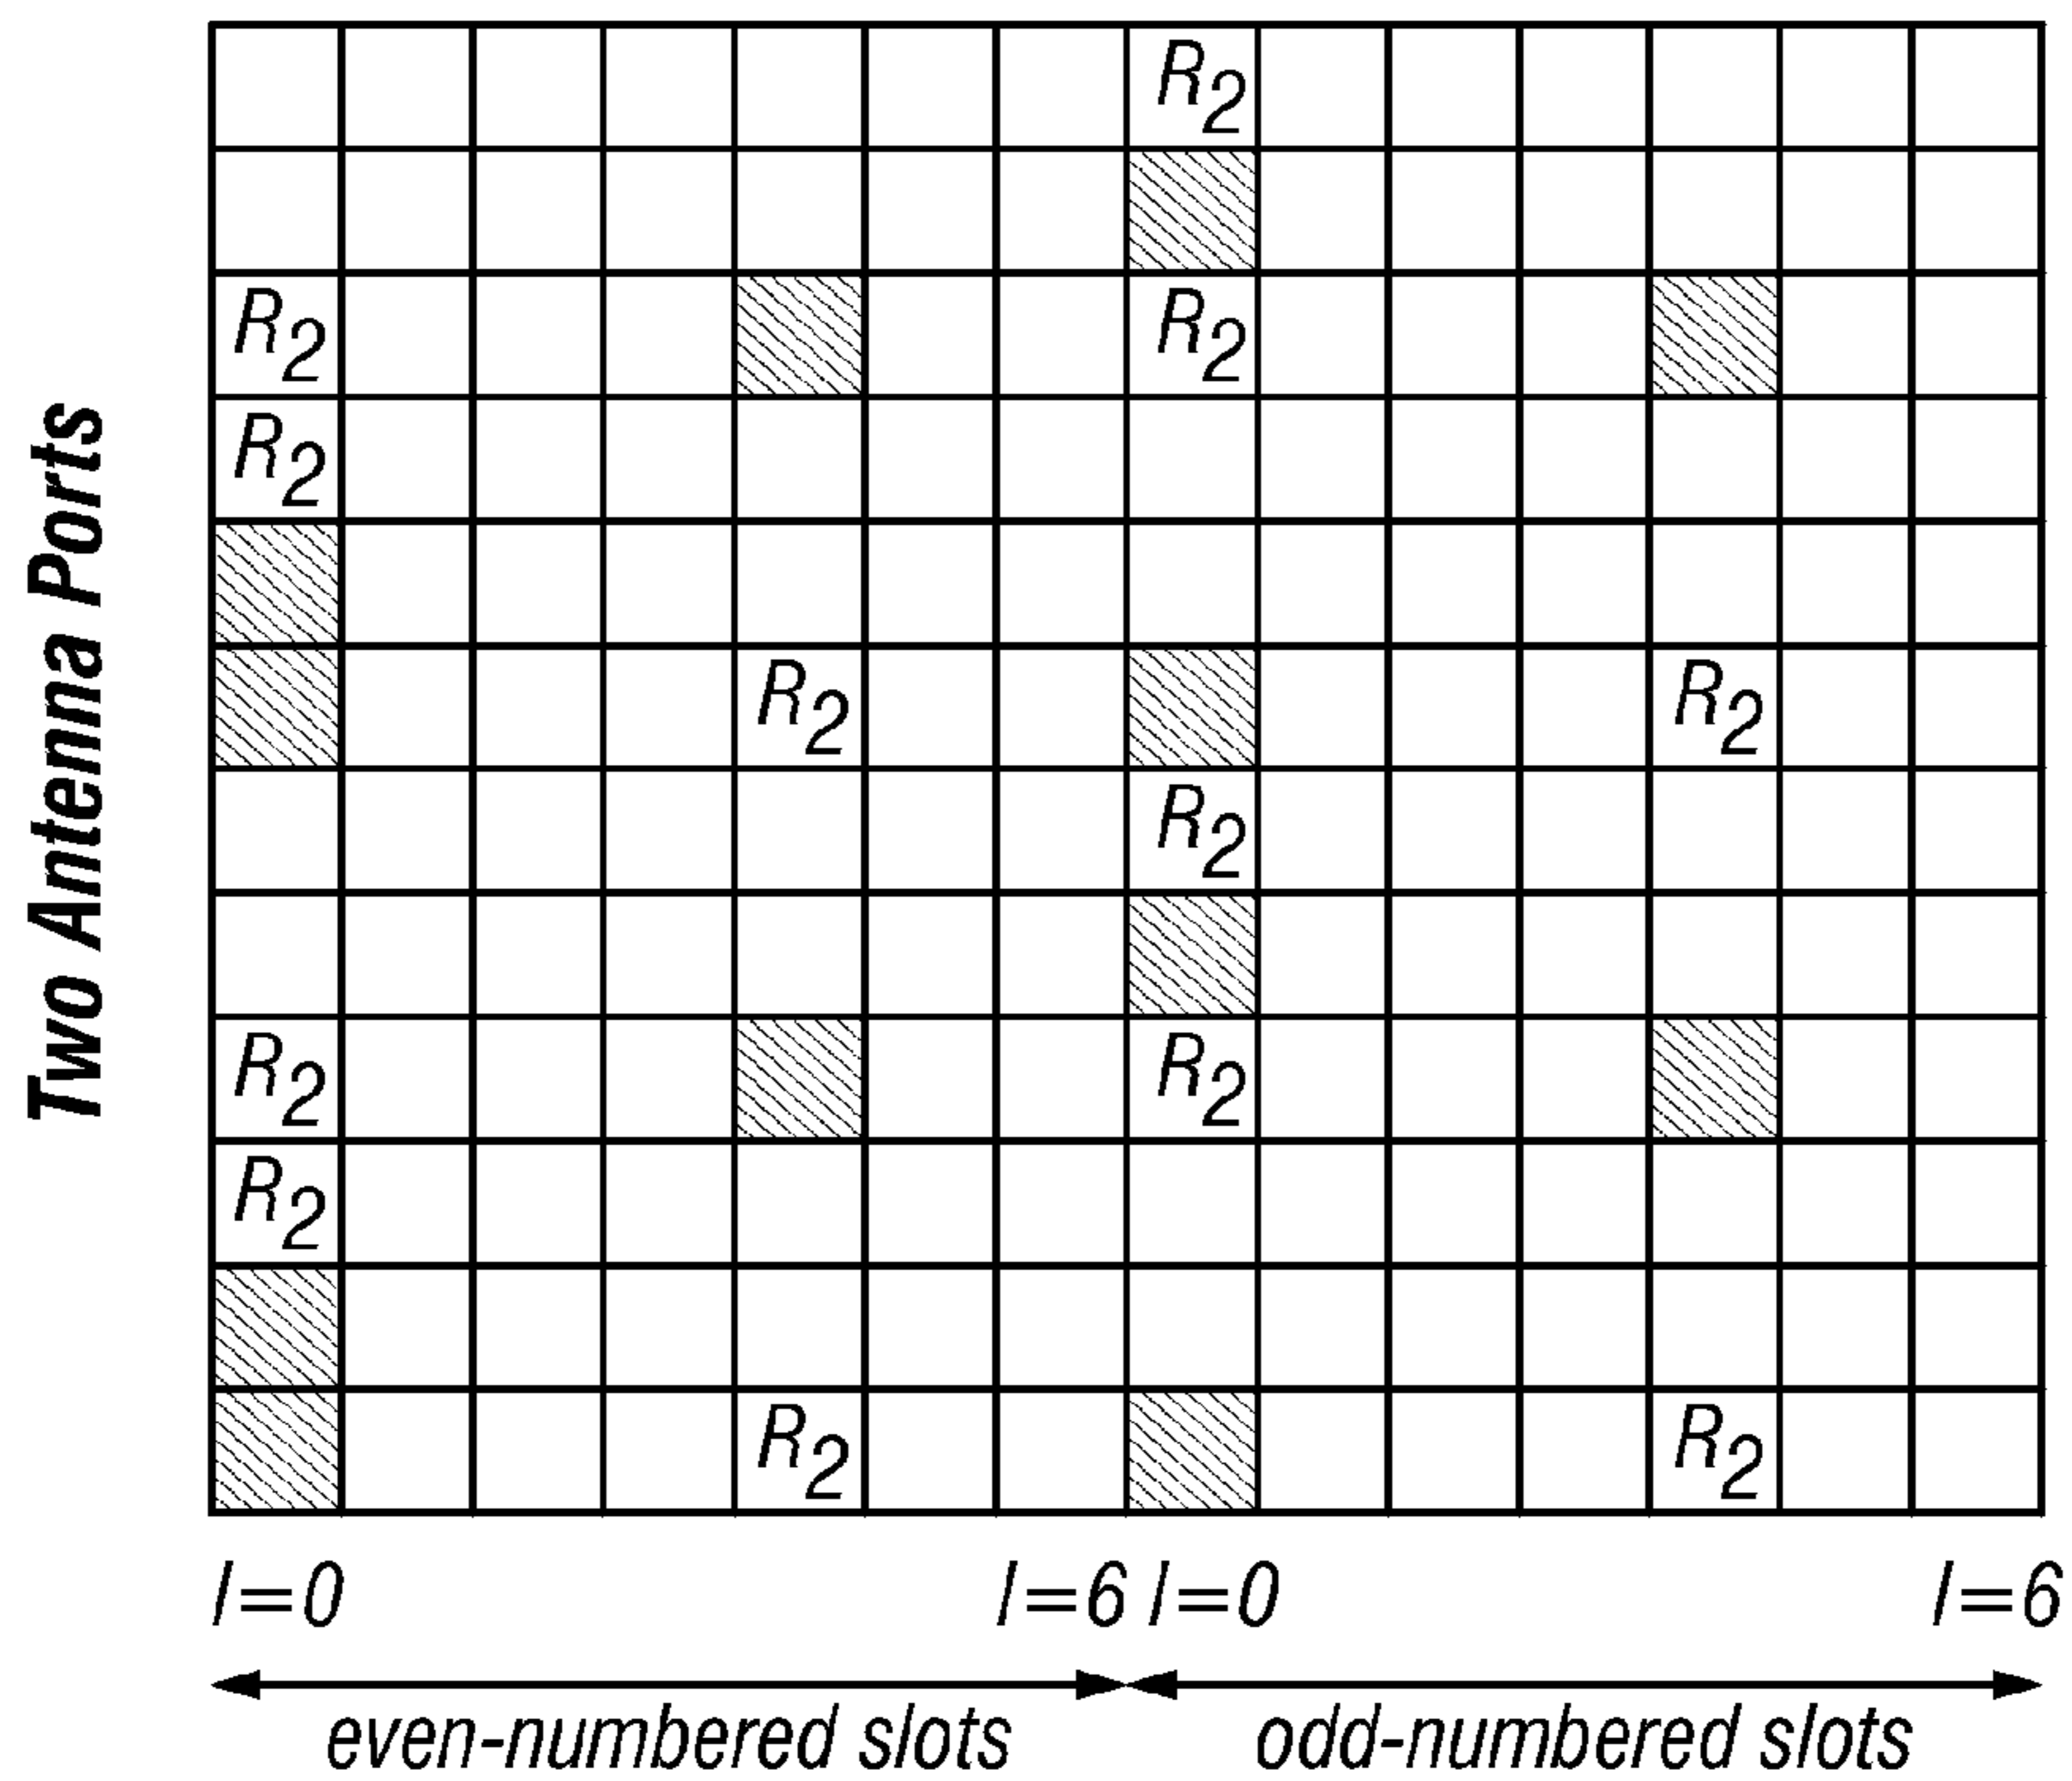 Two Antenna Ports
R2
R2 R2
R2
R2 R2
R2
R2 R2
R2
R2 R2
l=0 l=6 l=0 l=6
even-numbered slots odd-numbered slots